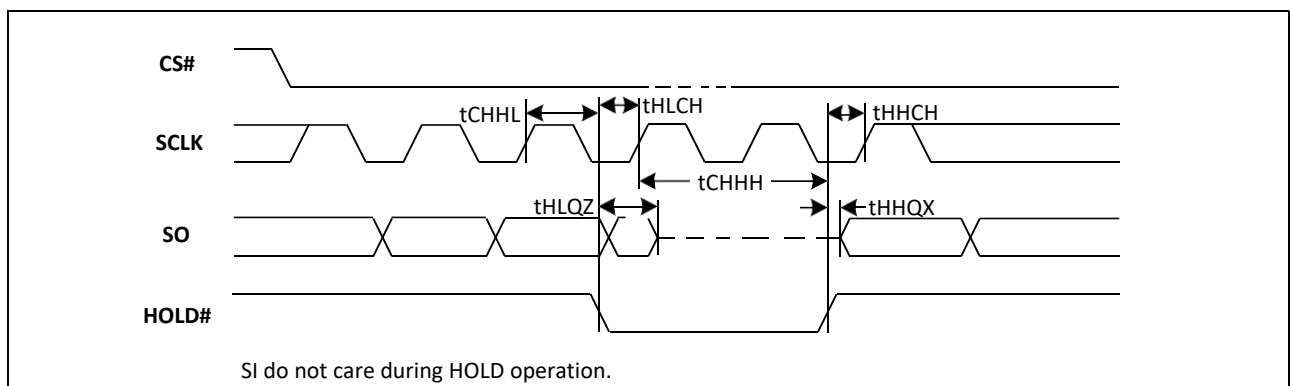 CS#
tCHHL
tHLCH
tHHCH
SCLK
tCHHH
tHLQZ
tHHQX
SO
HOLD#
SI do not care during HOLD operation.